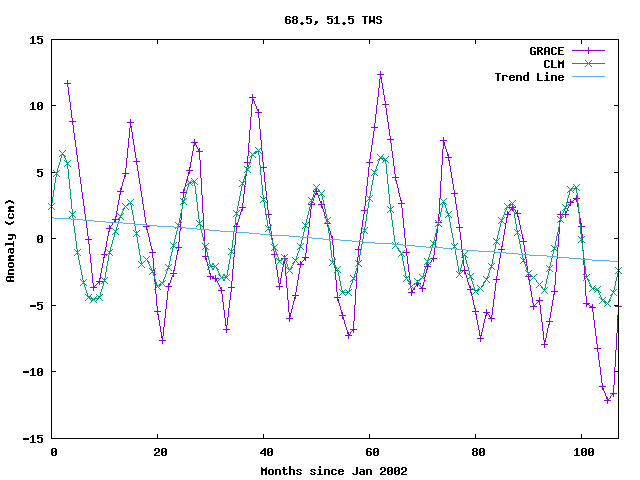 68.5, 51.5 TWS
GRACE
CLM
Trend Line
15
10
5
0
-5
-10
-15
Anomaly (cm)
0 20 40 60 80 100
Months since Jan 2002